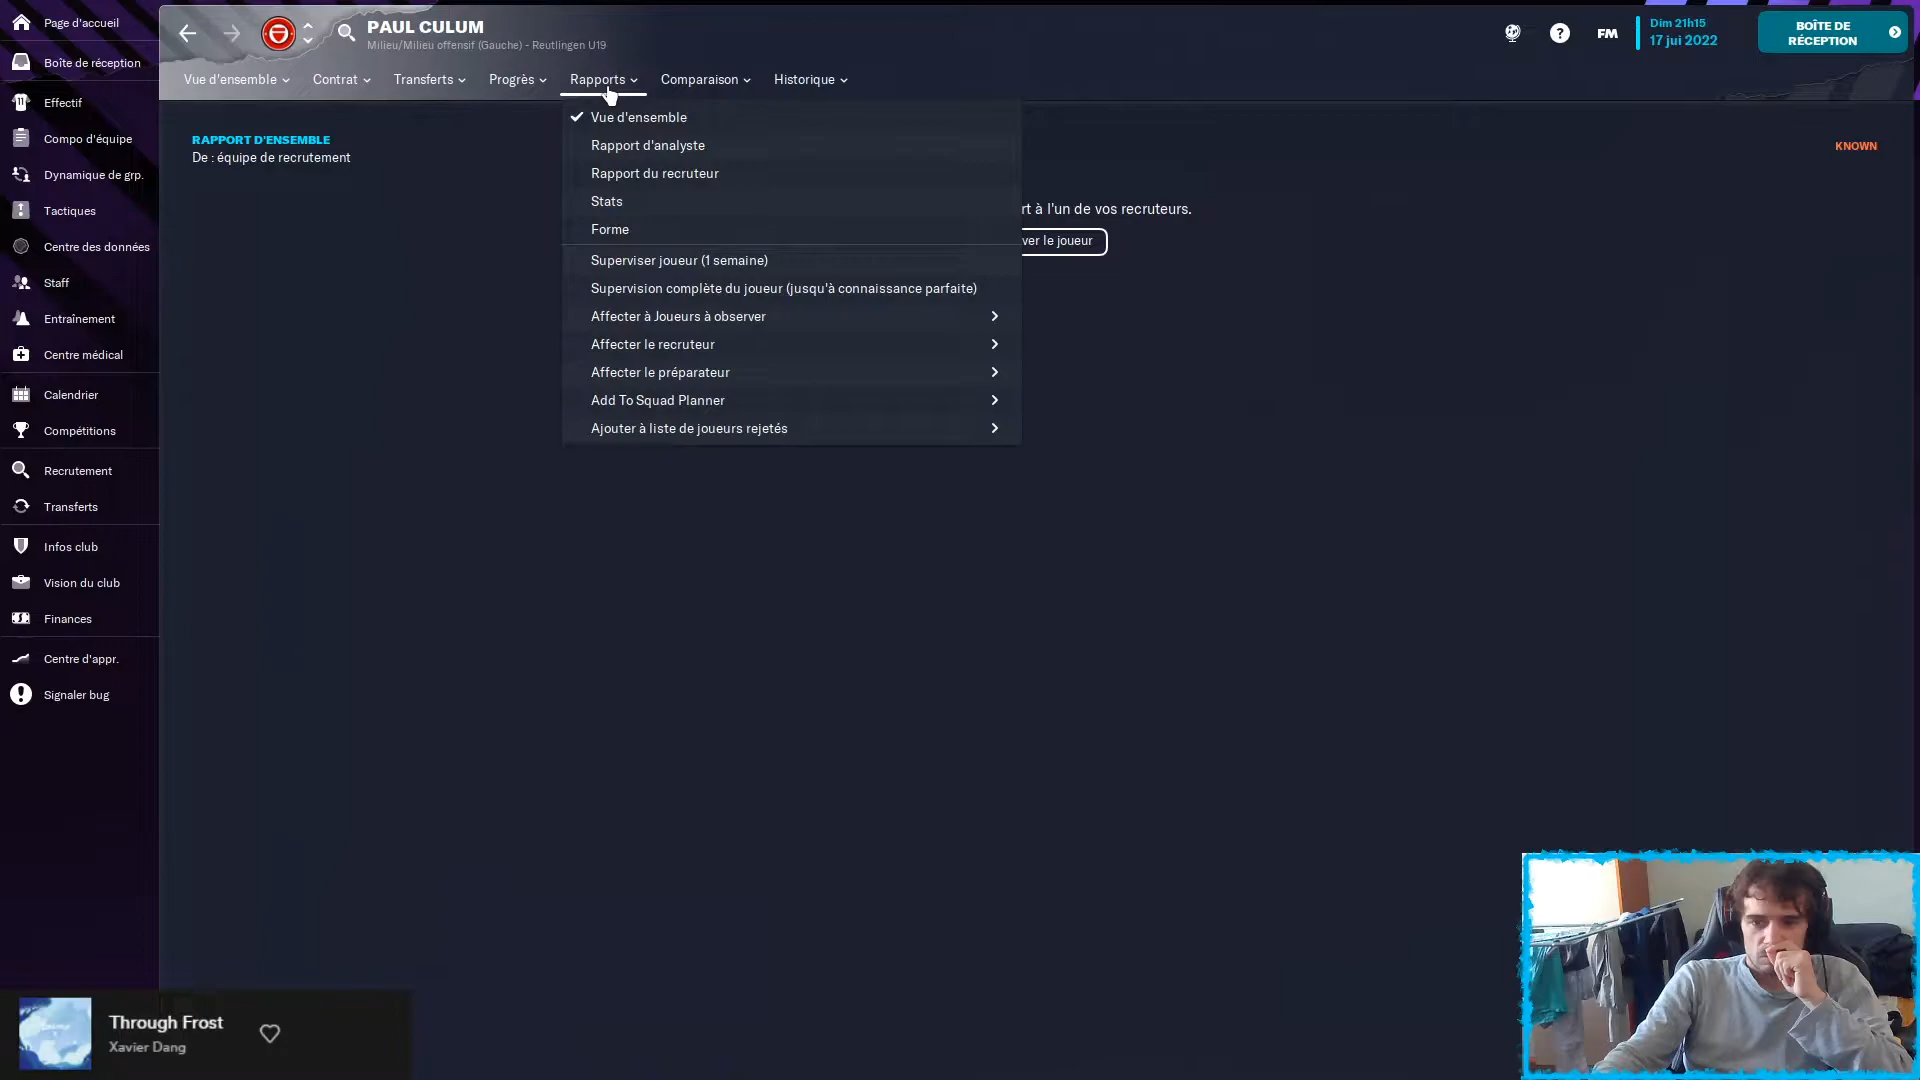 Page d'accueil
Boîte de réception
Effectif
Compo d'équipe
Dynamique de grp.
Tactiques
Centre des données
Staff
Entraînement
Centre médical
Calendrier
Compétitions
Recrutement
Transferts
Infos club
Vision du club
Finances
Centre d'appr.
Signaler bug
PAUL CULUM
Milieu/Milieu offensif (Gauche) - Reutlingen U19
FM
Dim 21h15
17 jui 2022
BOÎTE DE
RÉCEPTION
Vue d'ensemble Contrat Transferts Progrès Rapports Comparaison Historique
RAPPORT D'ENSEMBLE
De : équipe de recrutement
KNOWN
Vue d'ensemble
Rapport d'analyste
Rapport du recruteur
Stats
Forme
Superviser joueur (1 semaine)
Supervision complète du joueur (jusqu'à connaissance parfaite)
Affecter à Joueurs à observer
Affecter le recruteur
Affecter le préparateur
Add To Squad Planner
Ajouter à liste de joueurs rejetés
rt à l'un de vos recruteurs.
ver le joueur
Through Frost
Xavier Dang